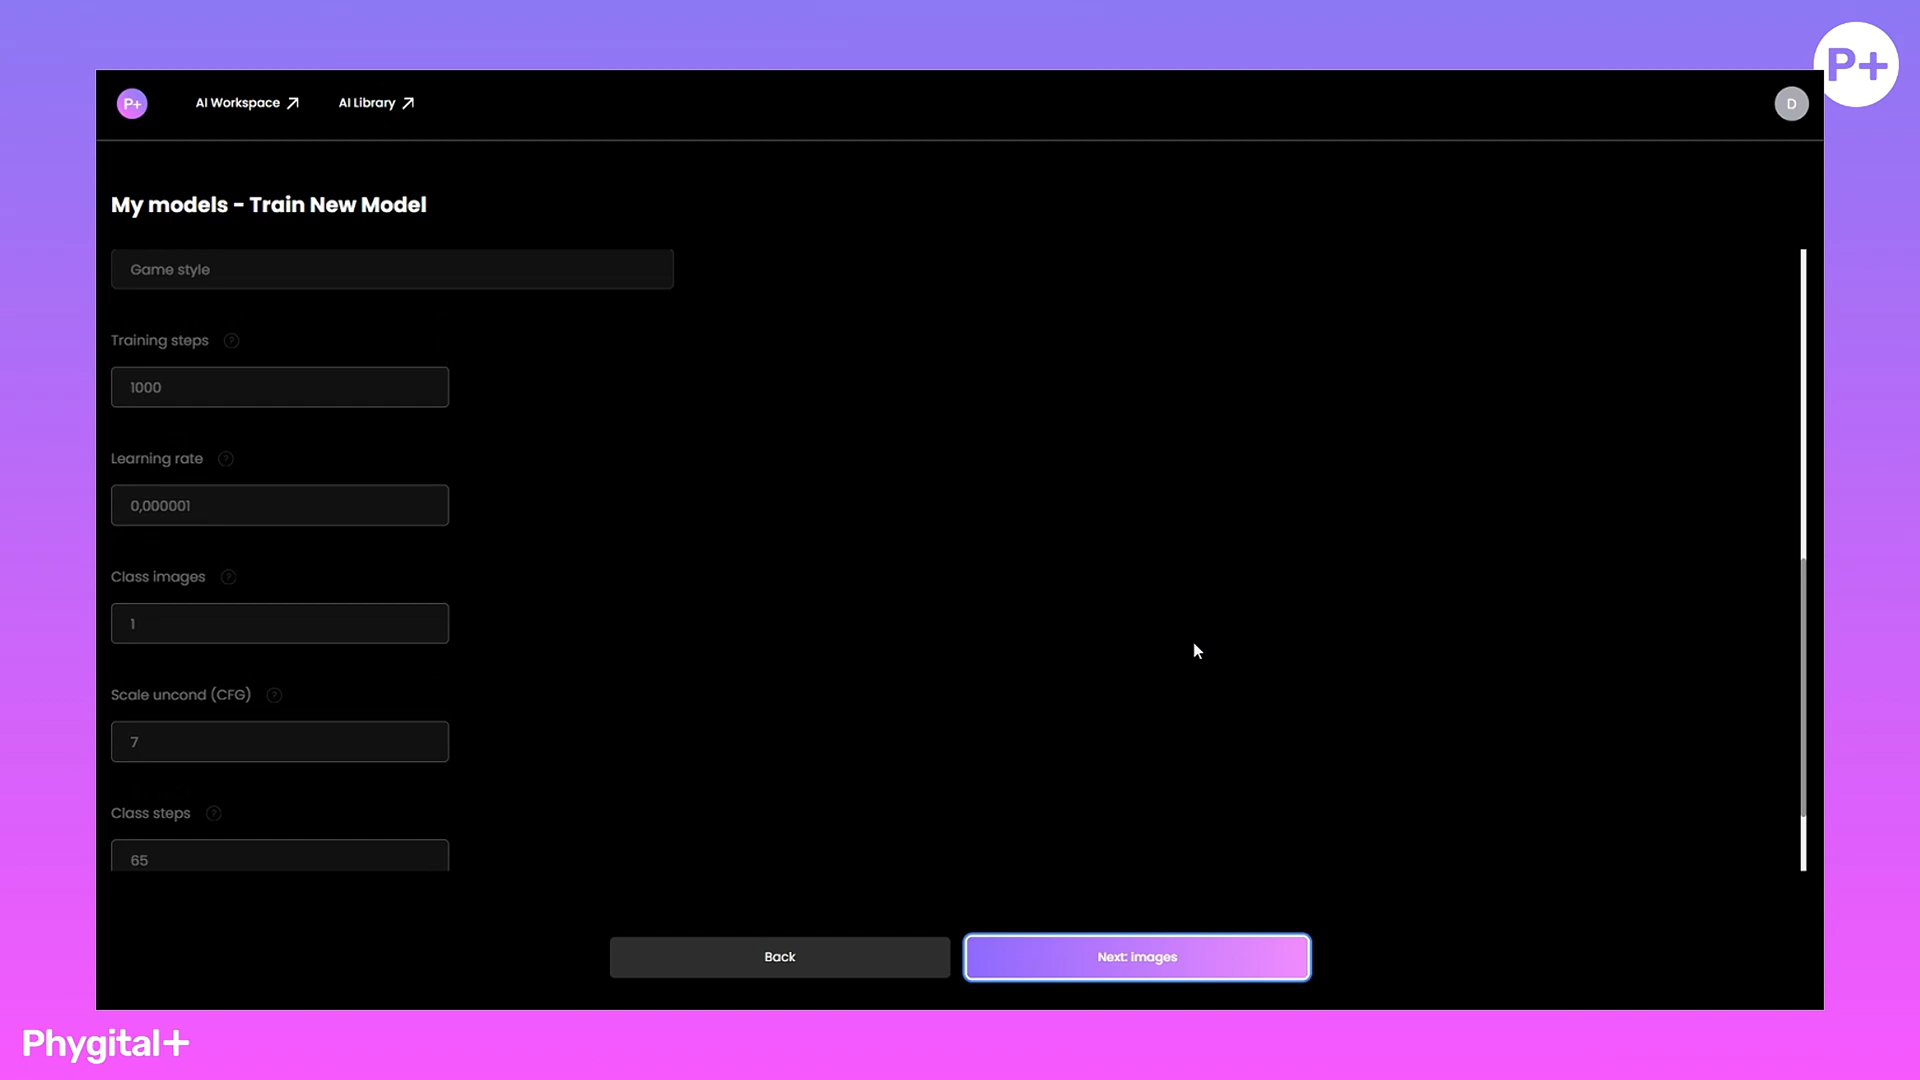 P+
P+
AI Workspace
AI Library
D
My models - Train New Model
Game style
Training steps ?
1000
Learning rate ?
0,000001
Class images ?
1
Scale uncond (CFG) ?
7
Class steps ?
65
Back
Next: images
Phygital+